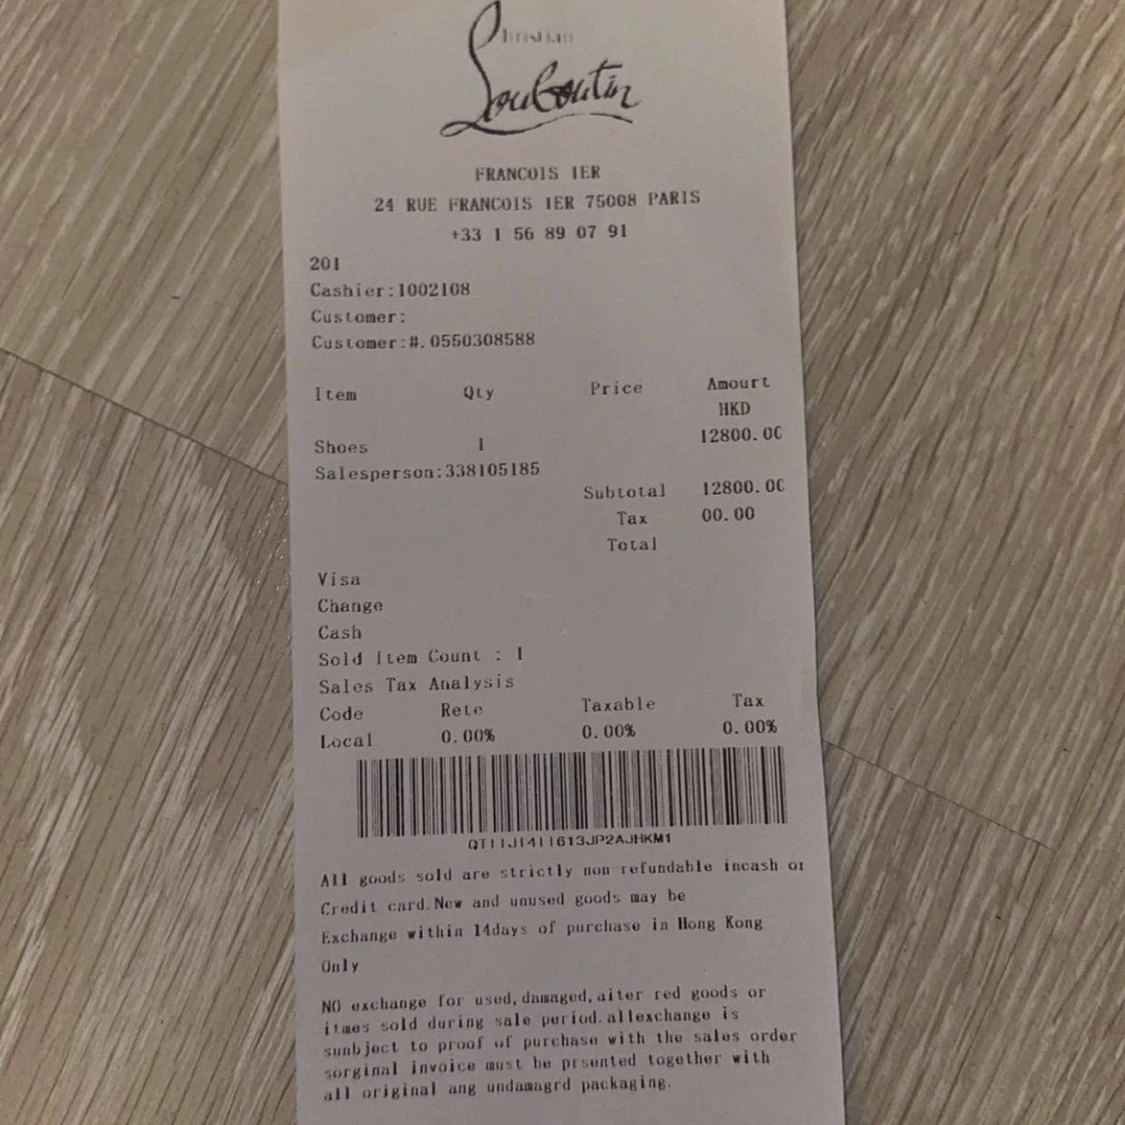 Christian
Louboutin
FRANCOIS 1ER
24 RUE FRANCOIS 1ER 75008 PARIS
+33 1 56 89 07 91
201
Cashier:1002108
Customer:
Customer:#.0550308588
Item Qty Price Amourt
HKD
Shoes 1 12800.00
Salesperson:338105185
Subtotal 12800.00
Tax 00.00
Total
Visa
Change
Cash
Sold Item Count : 1
Sales Tax Analysis
Code Rete Taxable Tax
Local 0.00% 0.00% 0.00%
All goods sold are strictly non-refundable incash or
Credit card.New and unused goods may be
Exchange within 14days of purchase in Hong Kong
Only
NO exchange for used,damaged,aiter red goods or
itmes sold during sale period.allexchange is
sunbject to proof of purchase with the sales order
sorginal invoice must be prsented together with
all original ang undamagrd packaging.